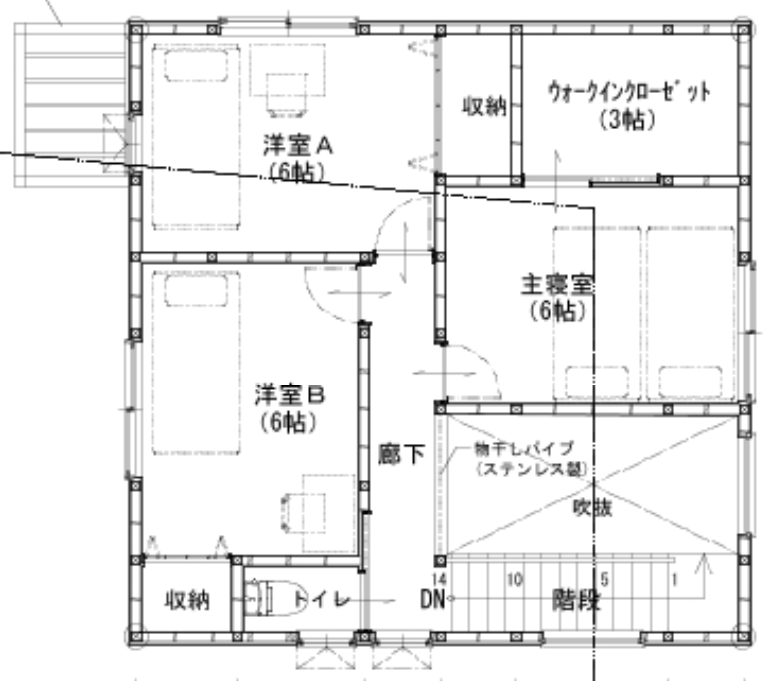 収納
ウォークインクローゼット
(3帖)
洋室A
(6帖)
主寝室
(6帖)
洋室B
(6帖)
廊下
物干しパイプ
(ステンレス製)
吹抜
14
10
5
1
収納
トイレ
DN
階段